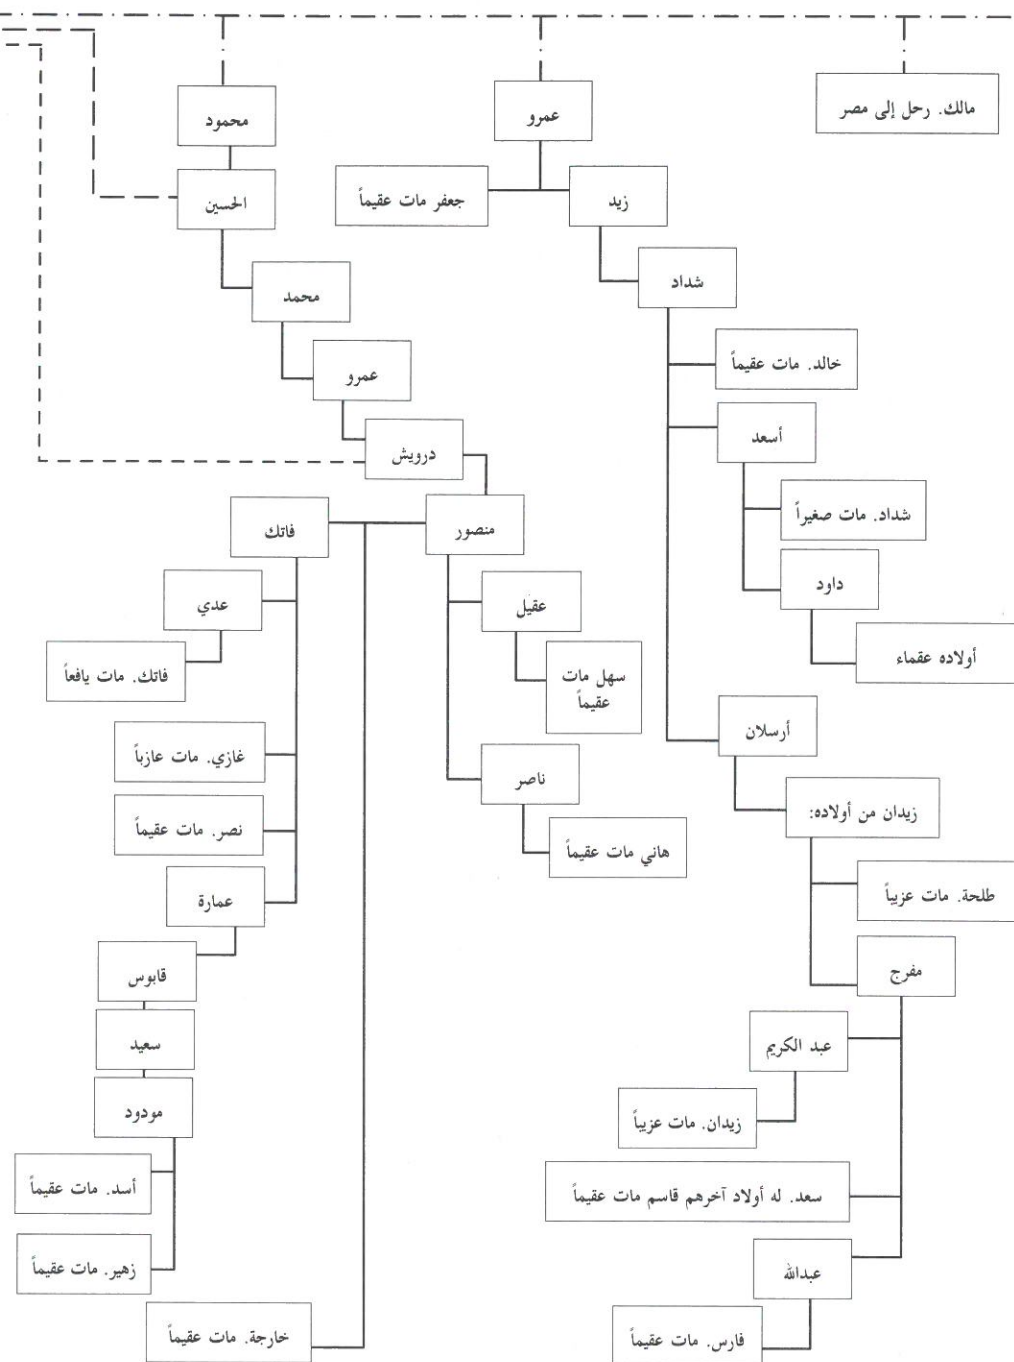 مالك. رحل إلى مصر
عمرو
محمود
زيد
جعفر مات عقيماً
الحسين
شداد
محمد
خالد. مات عقيماً
عمرو
أسعد
درويش
شداد. مات صغيراً
منصور
فاتك
داود
عقيل
عدي
أولاده عقماء
سهل مات
عقيماً
فاتك. مات يافعاً
أرسلان
غازي. مات عازباً
ناصر
زيدان من أولاده:
نصر. مات عقيماً
هاني مات عقيماً
طلحة. مات عزيباً
عمارة
مفرج
قابوس
عبد الكريم
سعيد
مودود
زيدان. مات عزيباً
أسد. مات عقيماً
سعد. له أولاد آخرهم قاسم مات عقيماً
زهير. مات عقيماً
عبدالله
خارجة. مات عقيماً
فارس. مات عقيماً